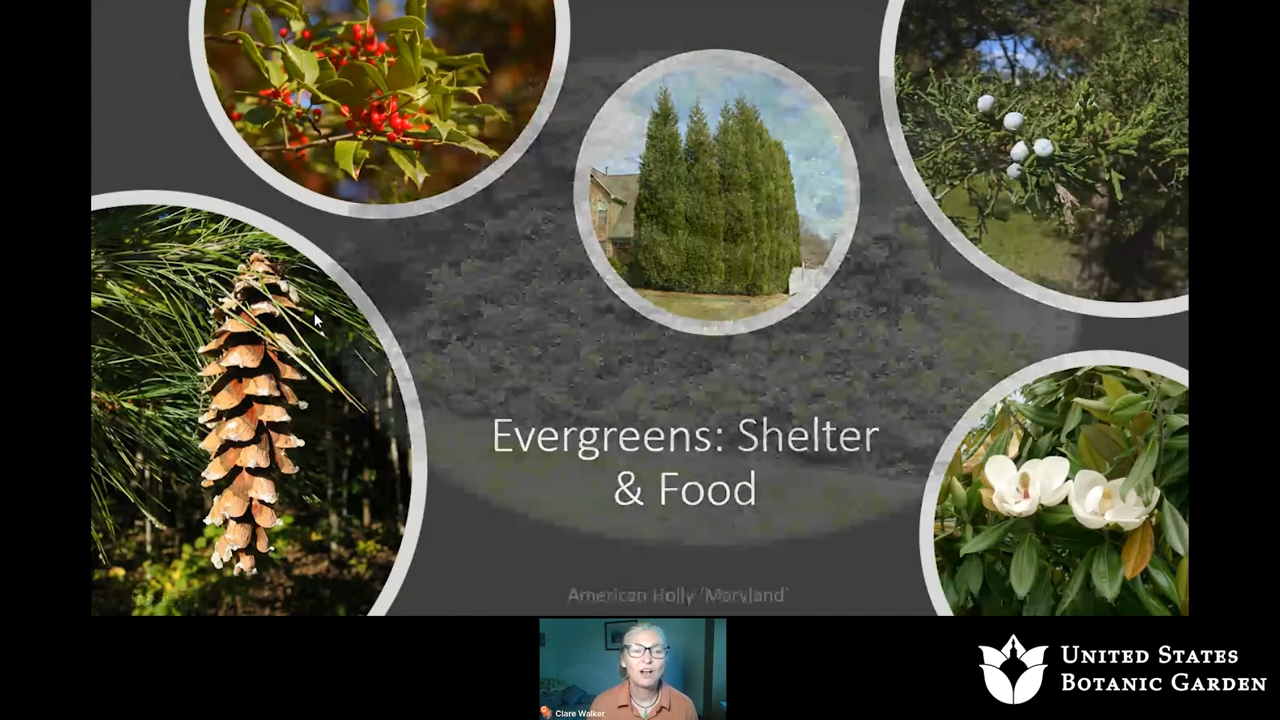 Evergreens: Shelter
& Food
American Holly 'Maryland'
Clare Walker
UNITED STATES
BOTANIC GARDEN